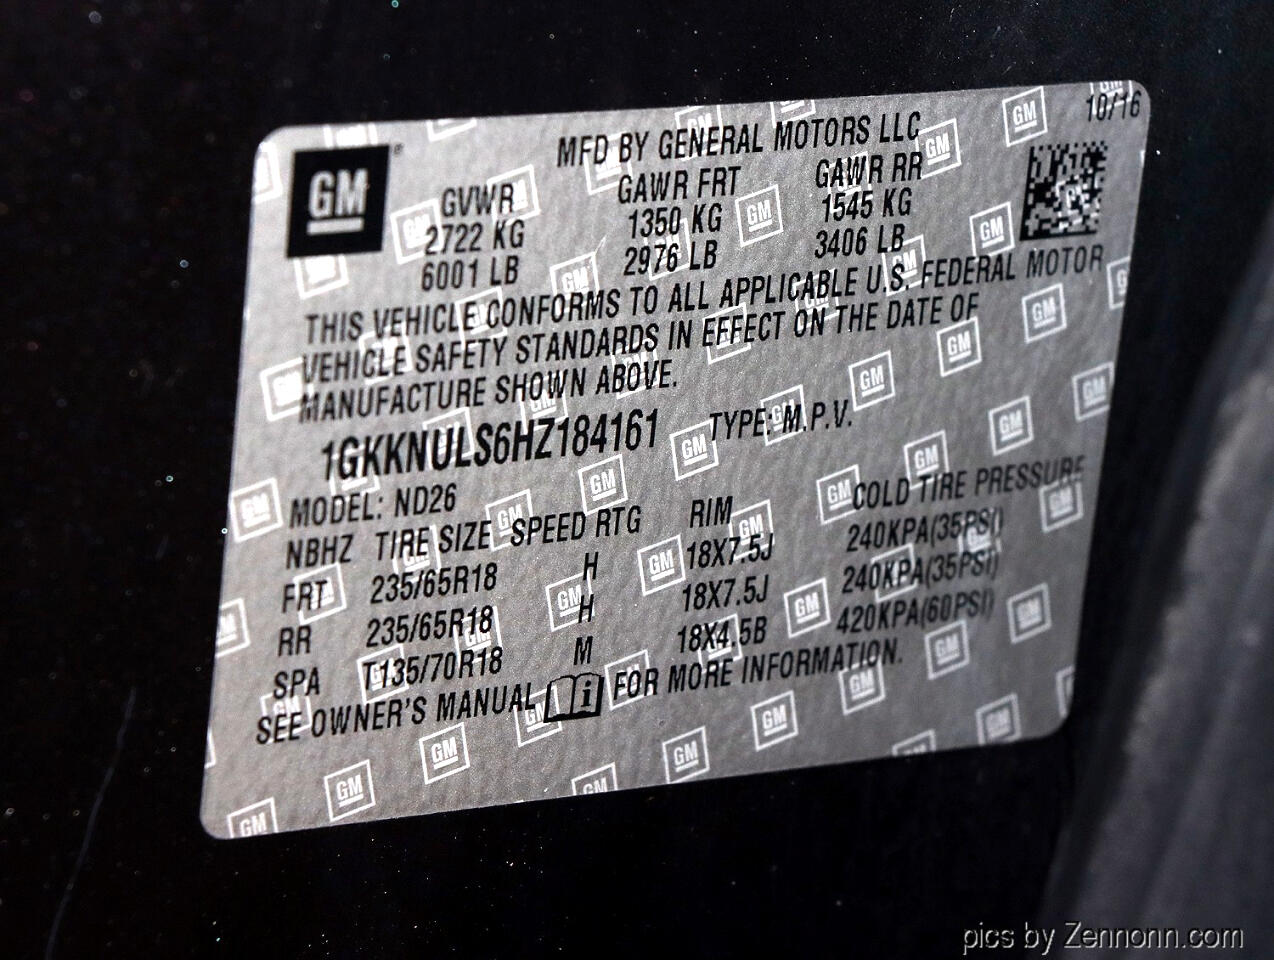 10/16
GM
MFD BY GENERAL MOTORS LLC
GVWR GAWR FRT GAWR RR
2722 KG 1350 KG 1545 KG
6001 LB 2976 LB 3406 LB
THIS VEHICLE CONFORMS TO ALL APPLICABLE U.S. FEDERAL MOTOR
VEHICLE SAFETY STANDARDS IN EFFECT ON THE DATE OF
MANUFACTURE SHOWN ABOVE.
1GKKNULS6HZ184161 TYPE: M.P.V.
MODEL: ND26
NBHZ TIRE SIZE SPEED RTG RIM COLD TIRE PRESSURE
FRT 235/65R18 H 18X7.5J 240KPA(35PSI)
RR 235/65R18 H 18X7.5J 240KPA(35PSI)
SPA T135/70R18 M 18X4.5B 420KPA(60PSI)
SEE OWNER'S MANUAL i FOR MORE INFORMATION.
pics by Zennonn.com